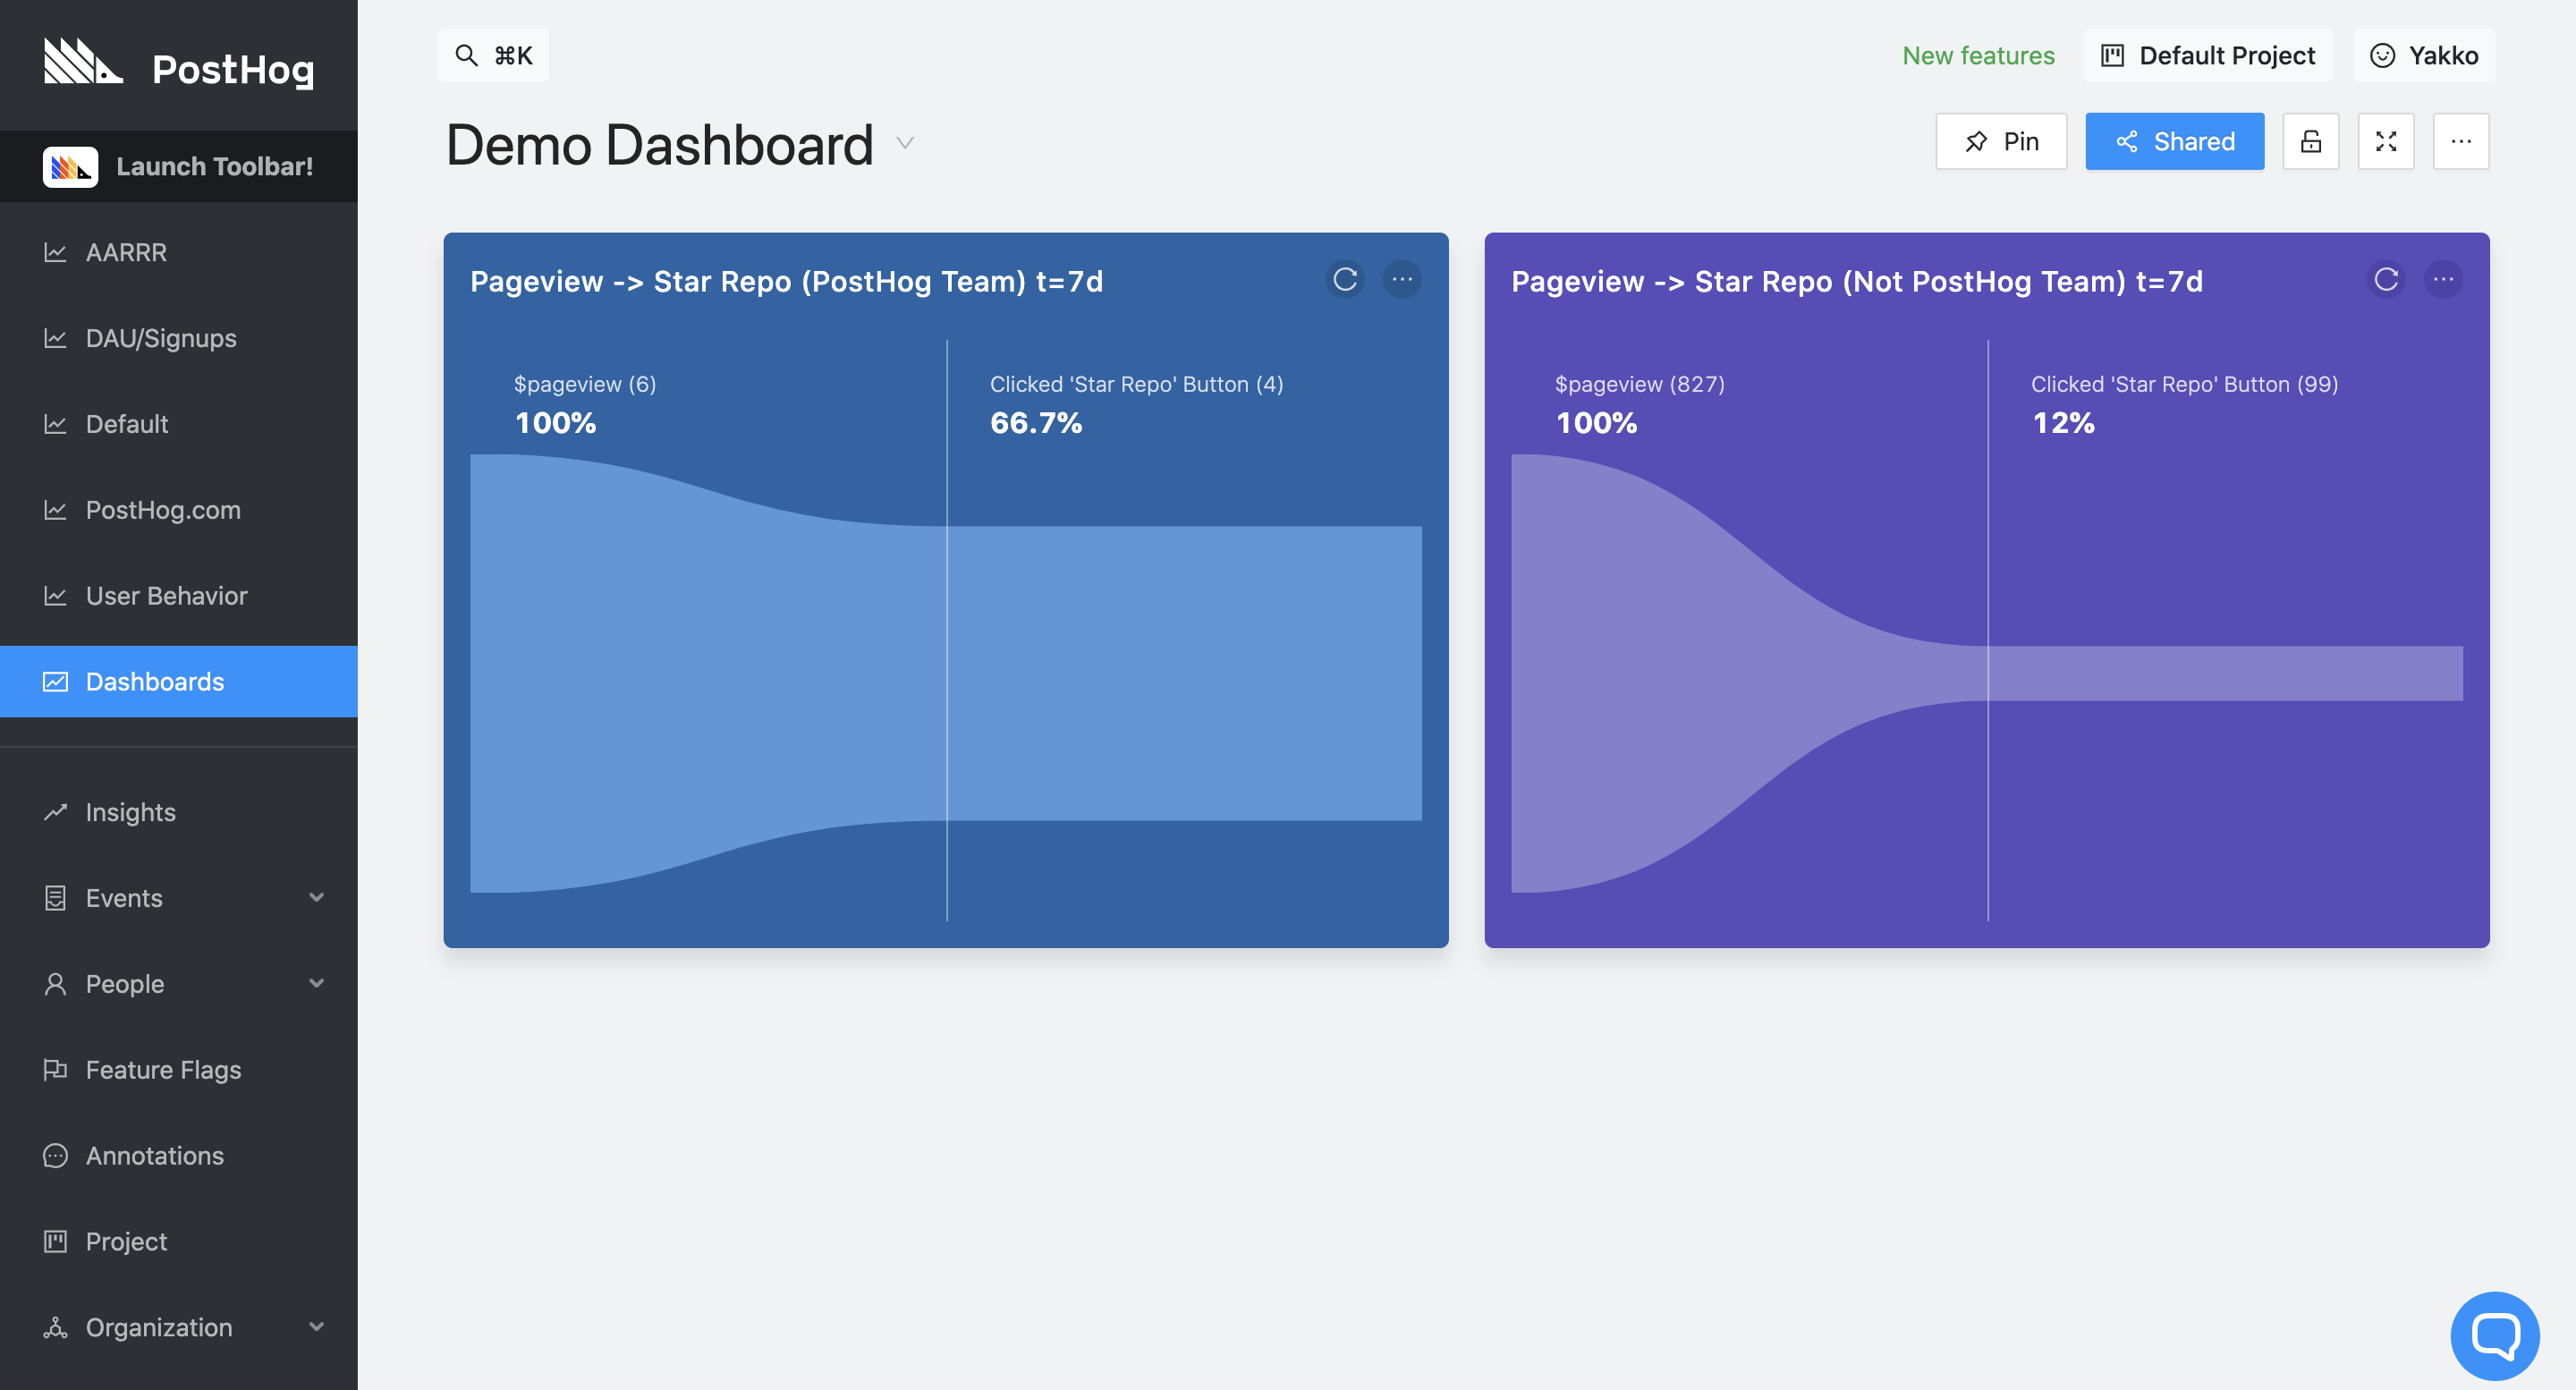 PostHog
Launch Toolbar!
AARRR
DAU/Signups
Default
PostHog.com
User Behavior
Dashboards
Insights
Events
People
Feature Flags
Annotations
Project
Organization
⌘K
New features
Default Project
Yakko
Demo Dashboard
Pin
Shared
Pageview -> Star Repo (PostHog Team) t=7d
$pageview (6)
100%
Clicked 'Star Repo' Button (4)
66.7%
Pageview -> Star Repo (Not PostHog Team) t=7d
$pageview (827)
100%
Clicked 'Star Repo' Button (99)
12%